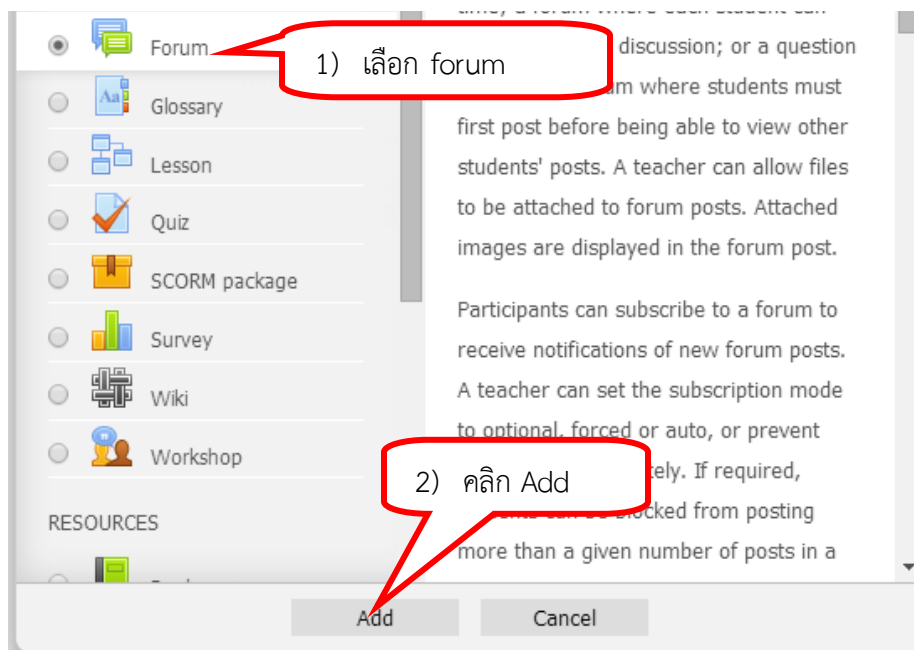 Forum
Glossary
Lesson
Quiz
SCORM package
Survey
Wiki
Workshop
RESOURCES
1) เลือก forum
2) คลิก Add
discussion; or a question
where students must
first post before being able to view other
students' posts. A teacher can allow files
to be attached to forum posts. Attached
images are displayed in the forum post.
Participants can subscribe to a forum to
receive notifications of new forum posts.
A teacher can set the subscription mode
to optional, forced or auto, or prevent
If required,
blocked from posting
more than a given number of posts in a
Add
Cancel